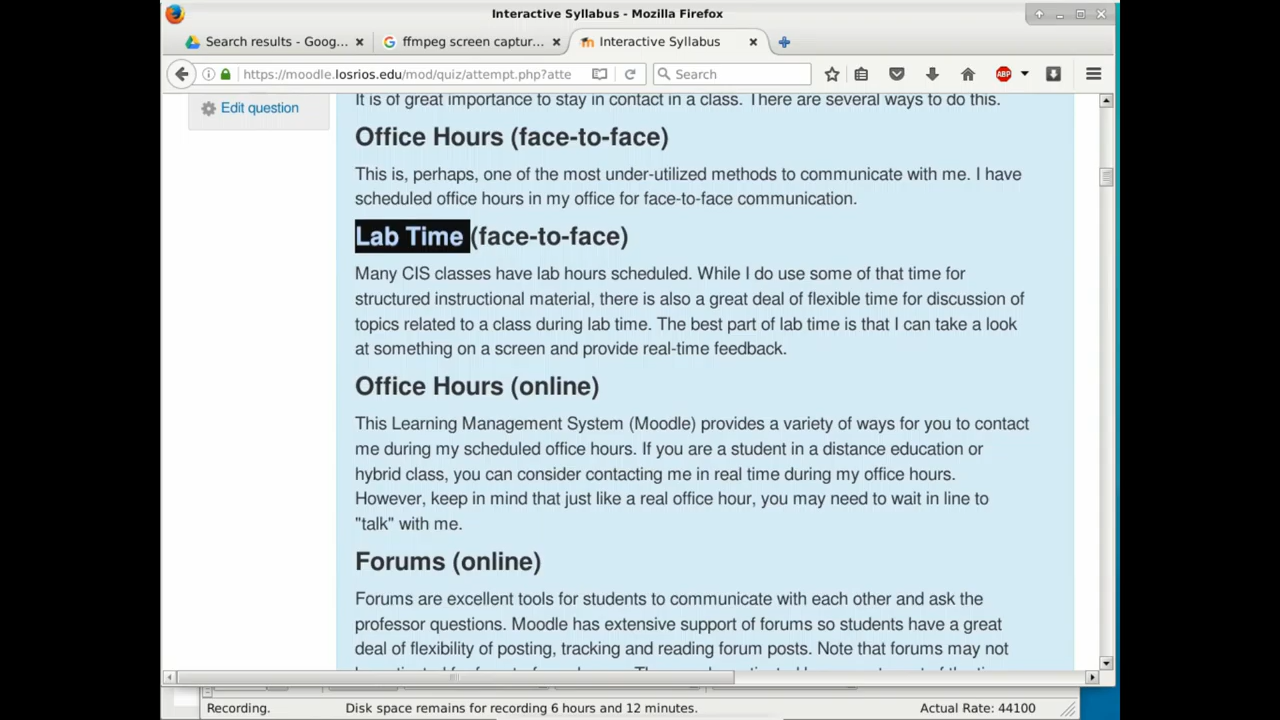 Interactive Syllabus - Mozilla Firefox
Search results - Goog...
ffmpeg screen captur...
Interactive Syllabus
https://moodle.losrios.edu/mod/quiz/attempt.php?atte
Search
ABP
Edit question
It is of great importance to stay in contact in a class. There are several ways to do this.
Office Hours (face-to-face)
This is, perhaps, one of the most under-utilized methods to communicate with me. I have
scheduled office hours in my office for face-to-face communication.
Lab Time (face-to-face)
Many CIS classes have lab hours scheduled. While I do use some of that time for
structured instructional material, there is also a great deal of flexible time for discussion of
topics related to a class during lab time. The best part of lab time is that I can take a look
at something on a screen and provide real-time feedback.
Office Hours (online)
This Learning Management System (Moodle) provides a variety of ways for you to contact
me during my scheduled office hours. If you are a student in a distance education or
hybrid class, you can consider contacting me in real time during my office hours.
However, keep in mind that just like a real office hour, you may need to wait in line to
"talk" with me.
Forums (online)
Forums are excellent tools for students to communicate with each other and ask the
professor questions. Moodle has extensive support of forums so students have a great
deal of flexibility of posting, tracking and reading forum posts. Note that forums may not
Recording.
Disk space remains for recording 6 hours and 12 minutes.
Actual Rate: 44100